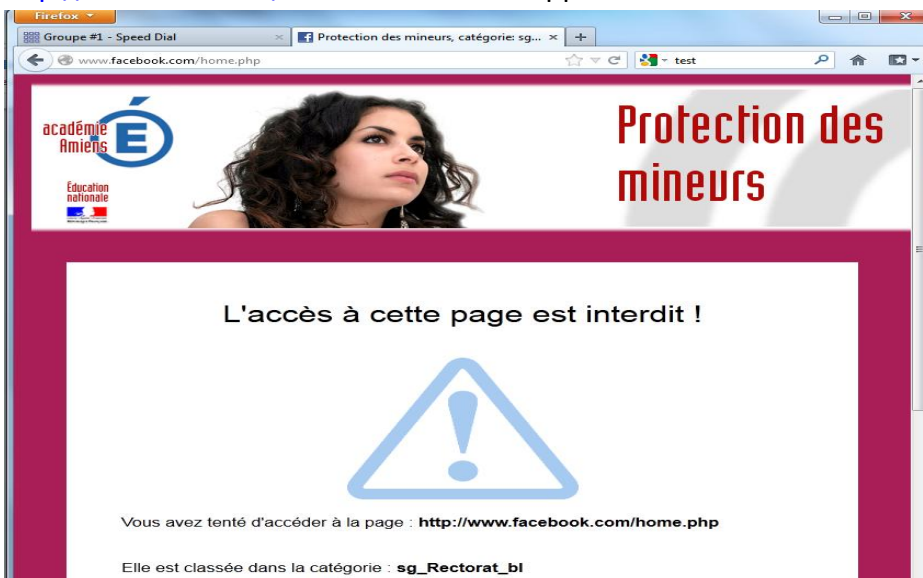 Firefox
Groupe #1 - Speed Dial
Protection des mineurs, catégorie: sg...
www.facebook.com/home.php
test
académie
Amiens
É
Éducation
nationale
Protection des
mineurs
L'accès à cette page est interdit !
Vous avez tenté d'accéder à la page : http://www.facebook.com/home.php
Elle est classée dans la catégorie : sg_Rectorat_bl